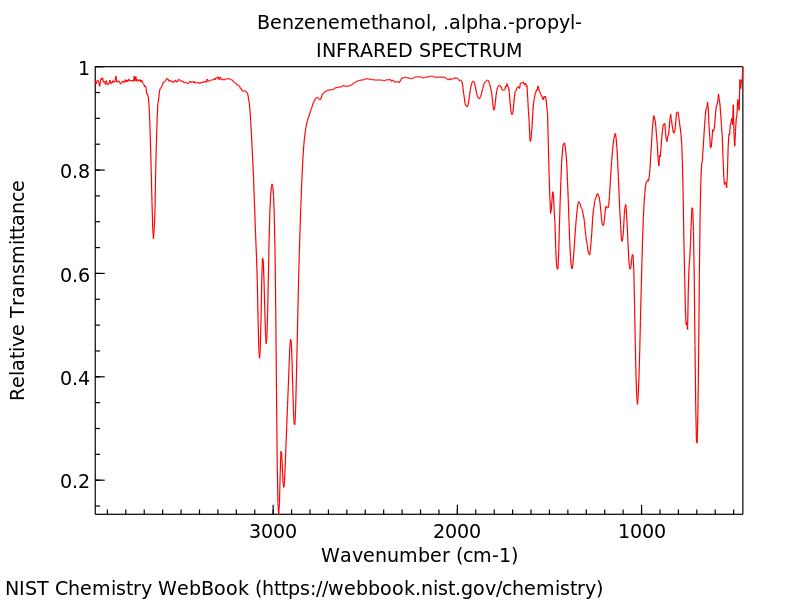 Benzenemethanol, .alpha.-propyl-
INFRARED SPECTRUM
1
0.8
0.6
0.4
0.2
Relative Transmittance
3000 2000 1000
Wavenumber (cm-1)
NIST Chemistry WebBook (https://webbook.nist.gov/chemistry)